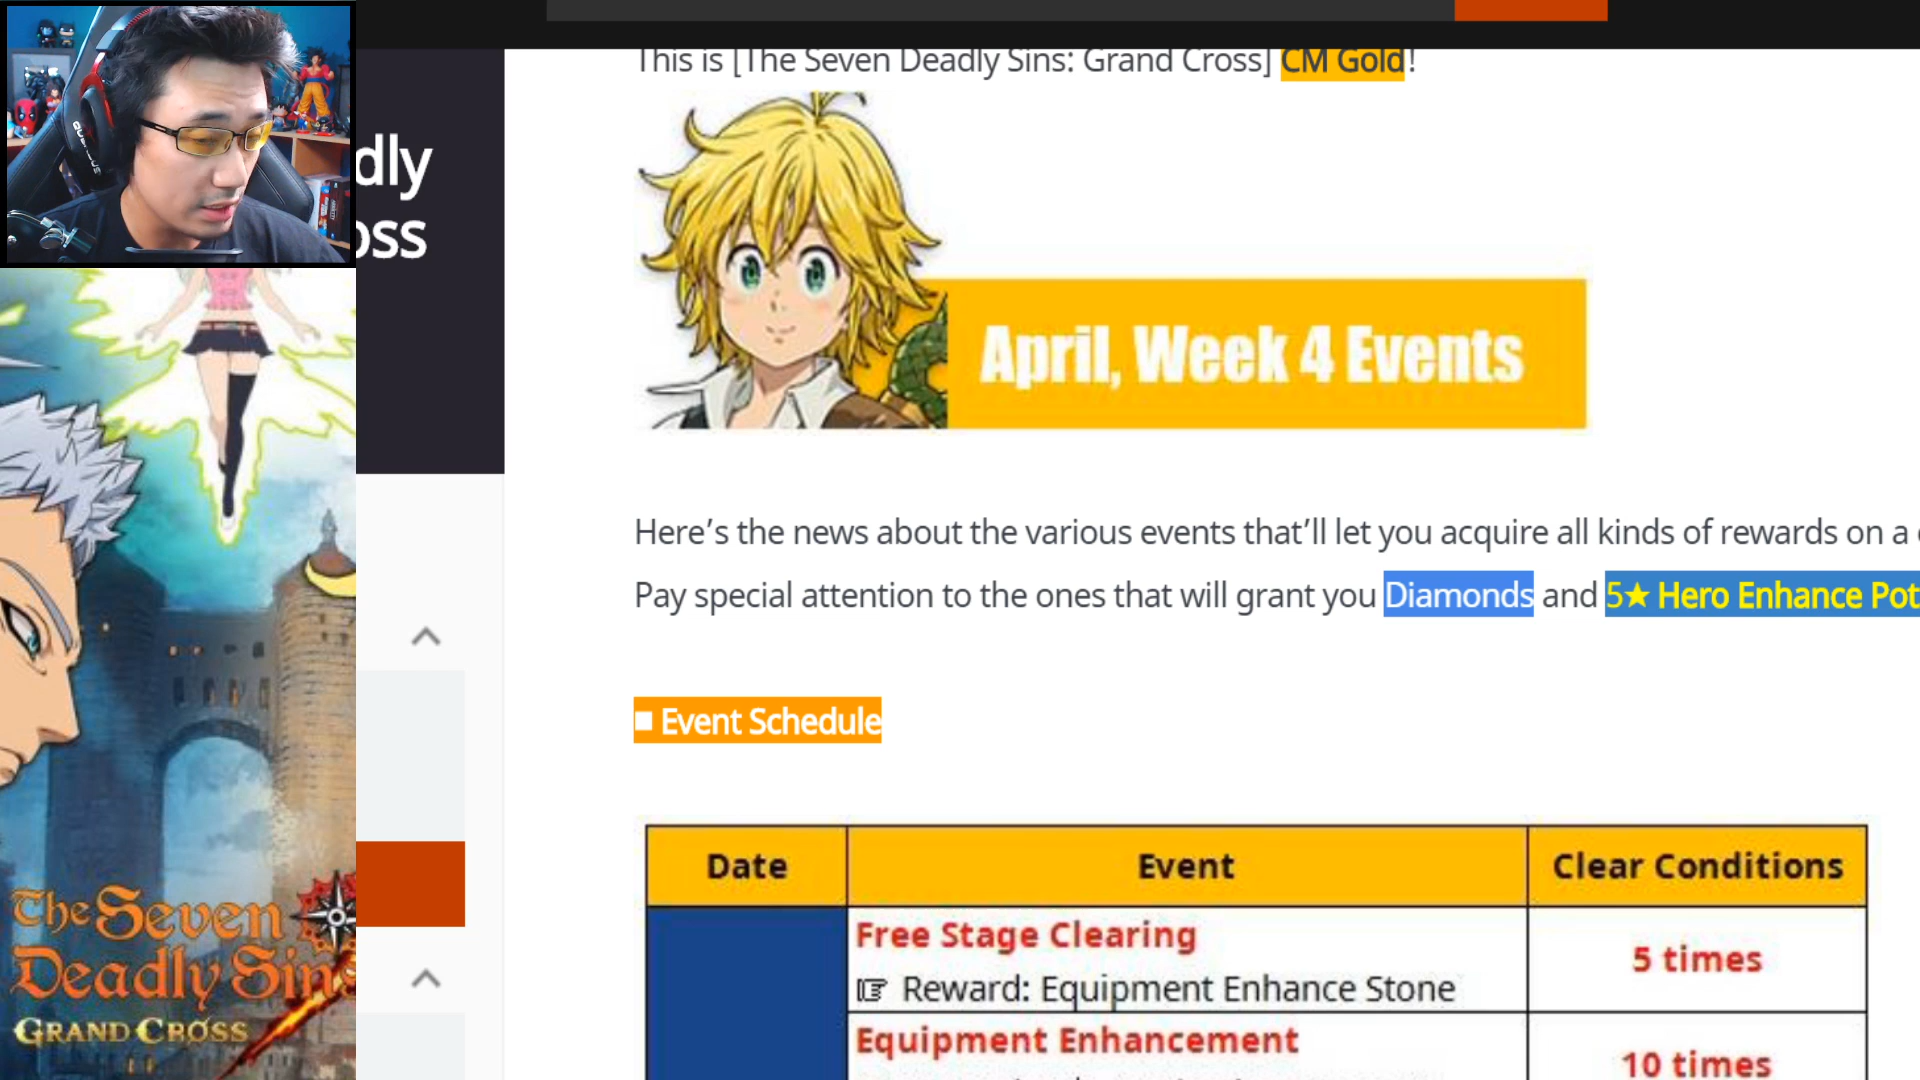 dly
oss
This is [The Seven Deadly Sins: Grand Cross] CM Gold!
April, Week 4 Events
Here's the news about the various events that'll let you acquire all kinds of rewards on a
Pay special attention to the ones that will grant you Diamonds and 5★ Hero Enhance Pot
■ Event Schedule
Date Event Clear Conditions
Free Stage Clearing
☞ Reward: Equipment Enhance Stone
5 times
Equipment Enhancement
10 times
The Seven
Deadly Sins
GRAND CROSS